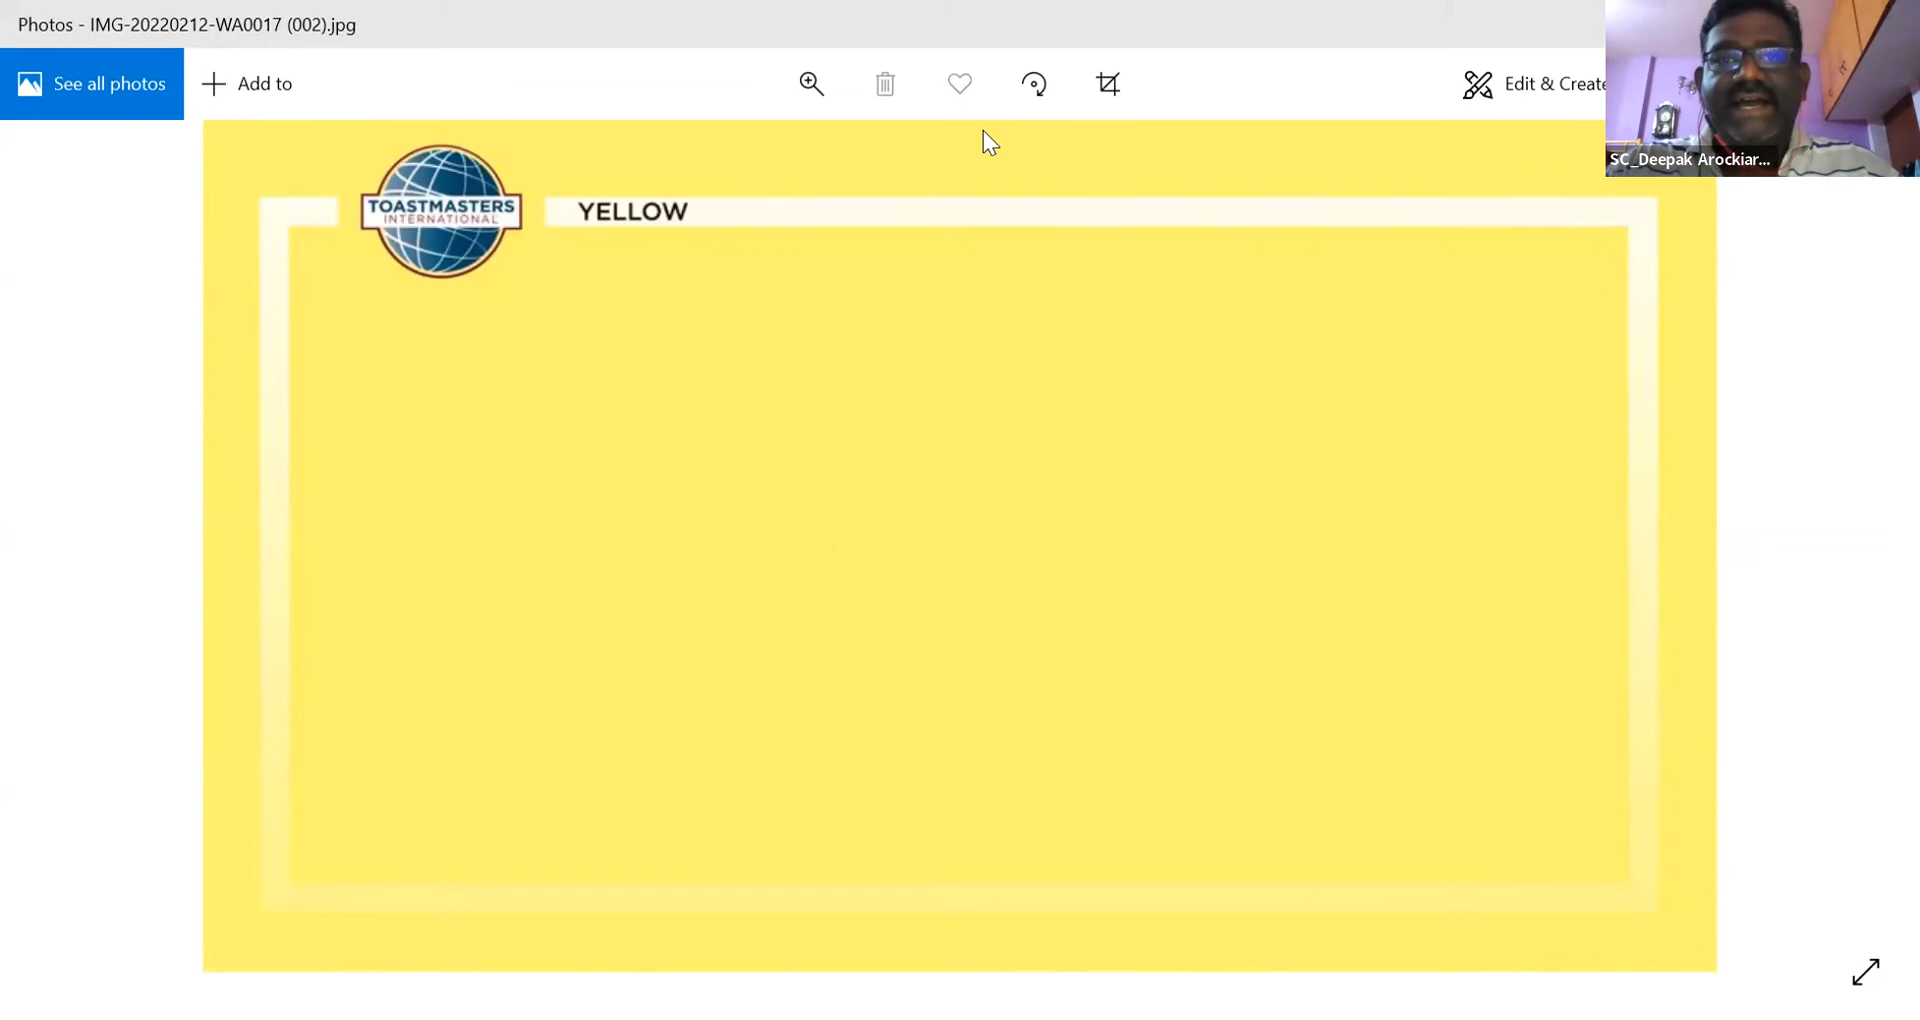 Photos - IMG-20220212-WA0017 (002).jpg
See all photos
Add to
Edit & Create
SC_Deepak Arockiar...
TOASTMASTERS
INTERNATIONAL
YELLOW